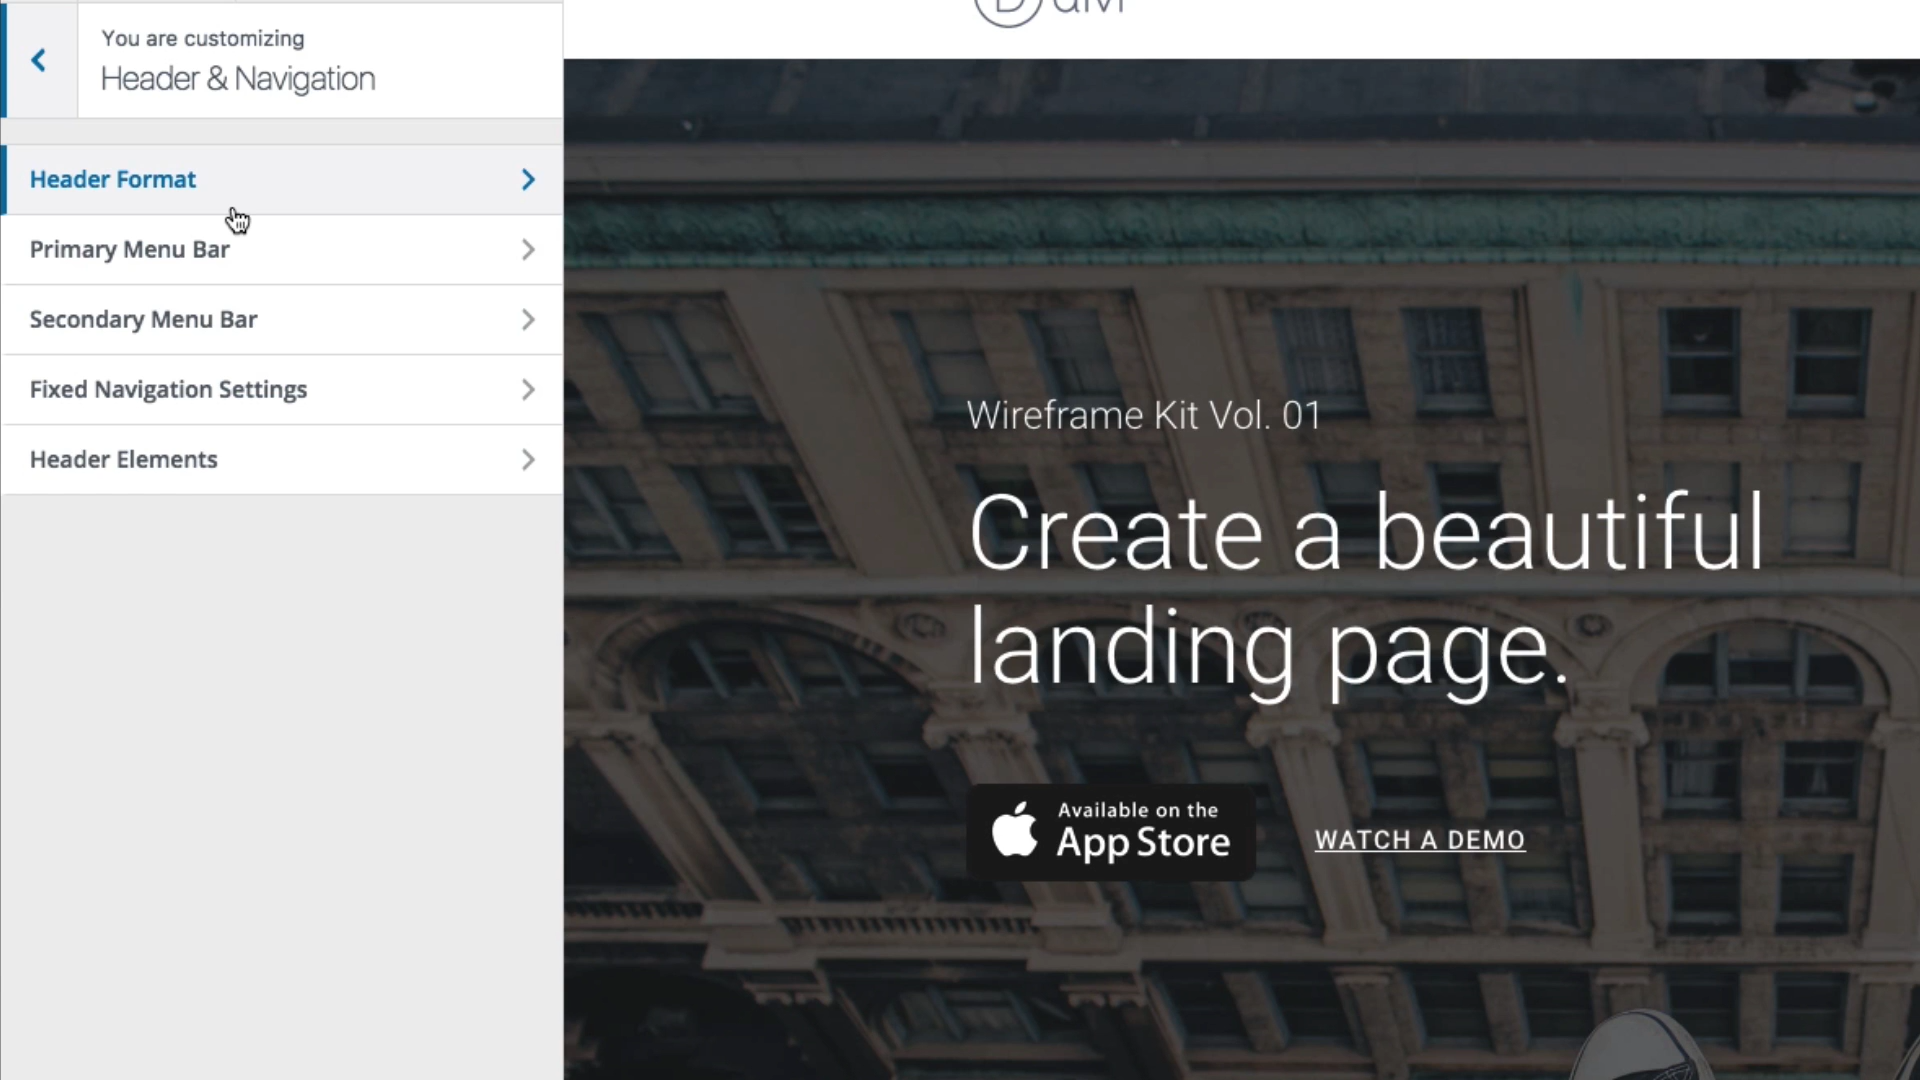 You are customizing
Header & Navigation
Header Format
Primary Menu Bar
Secondary Menu Bar
Fixed Navigation Settings
Header Elements
Wireframe Kit Vol. 01
Create a beautiful
landing page.
Available on the
App Store
WATCH A DEMO